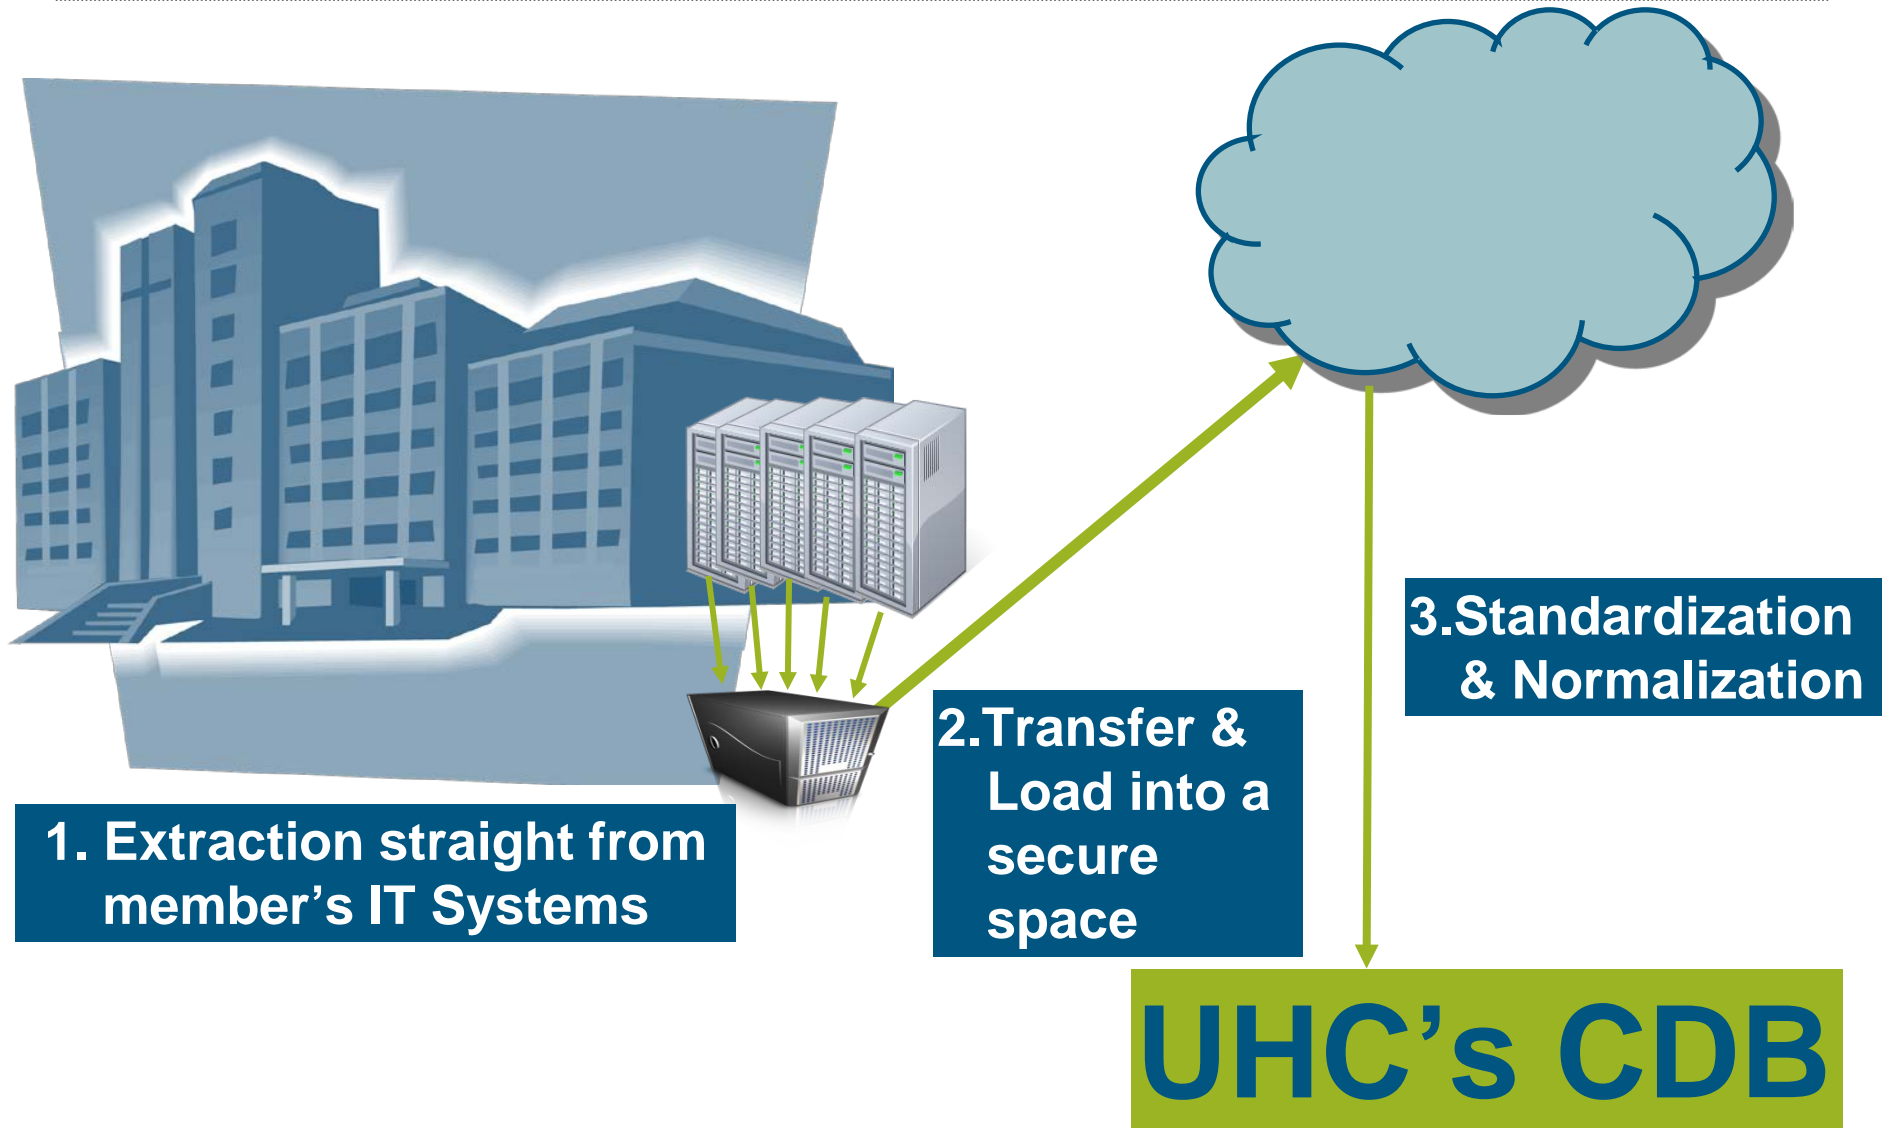 1. Extraction straight from
member’s IT Systems
2.Transfer &
Load into a
secure
space
3.Standardization
& Normalization
UHC’s CDB